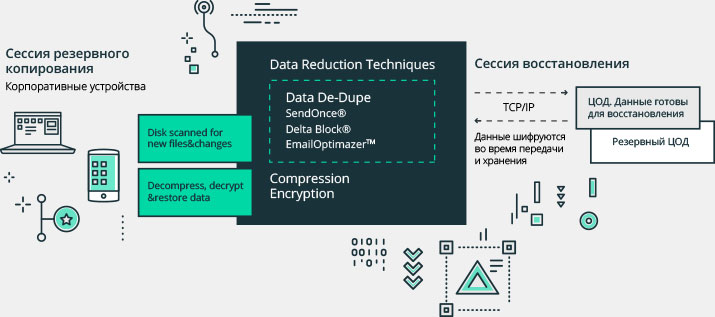 Сессия резервного
копирования
Корпоративные устройства
Disk scanned for
new files&changes
Decompress, decrypt
&restore data
Data Reduction Techniques
Data De-Dupe
SendOnce®
Delta Block®
EmailOptimazer™
Compression
Encryption
Сессия восстановления
TCP/IP
Данные шифруются
во время передачи
и хранения
ЦОД. Данные готовы
для восстановления
Резервный ЦОД
0101
00110